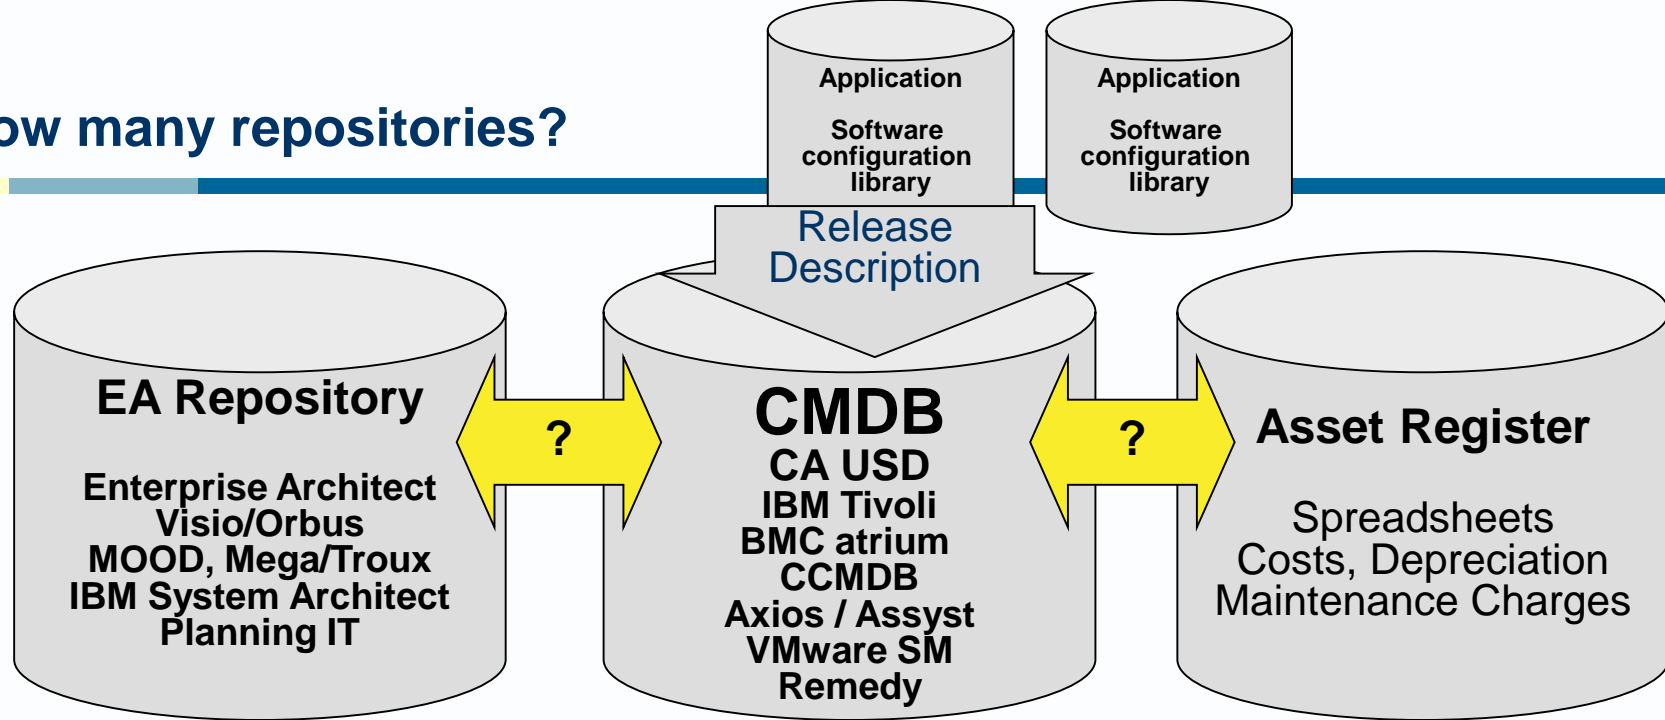 ow many repositories?
Application
Software
configuration
library
Application
Software
configuration
library
Release
Description
EA Repository
Enterprise Architect
Visio/Orbus
MOOD, Mega/Troux
IBM System Architect
Planning IT
?
CMDB
CA USD
IBM Tivoli
BMC atrium
CCMDB
Axios / Assyst
VMware SM
Remedy
?
Asset Register
Spreadsheets
Costs, Depreciation
Maintenance Charges